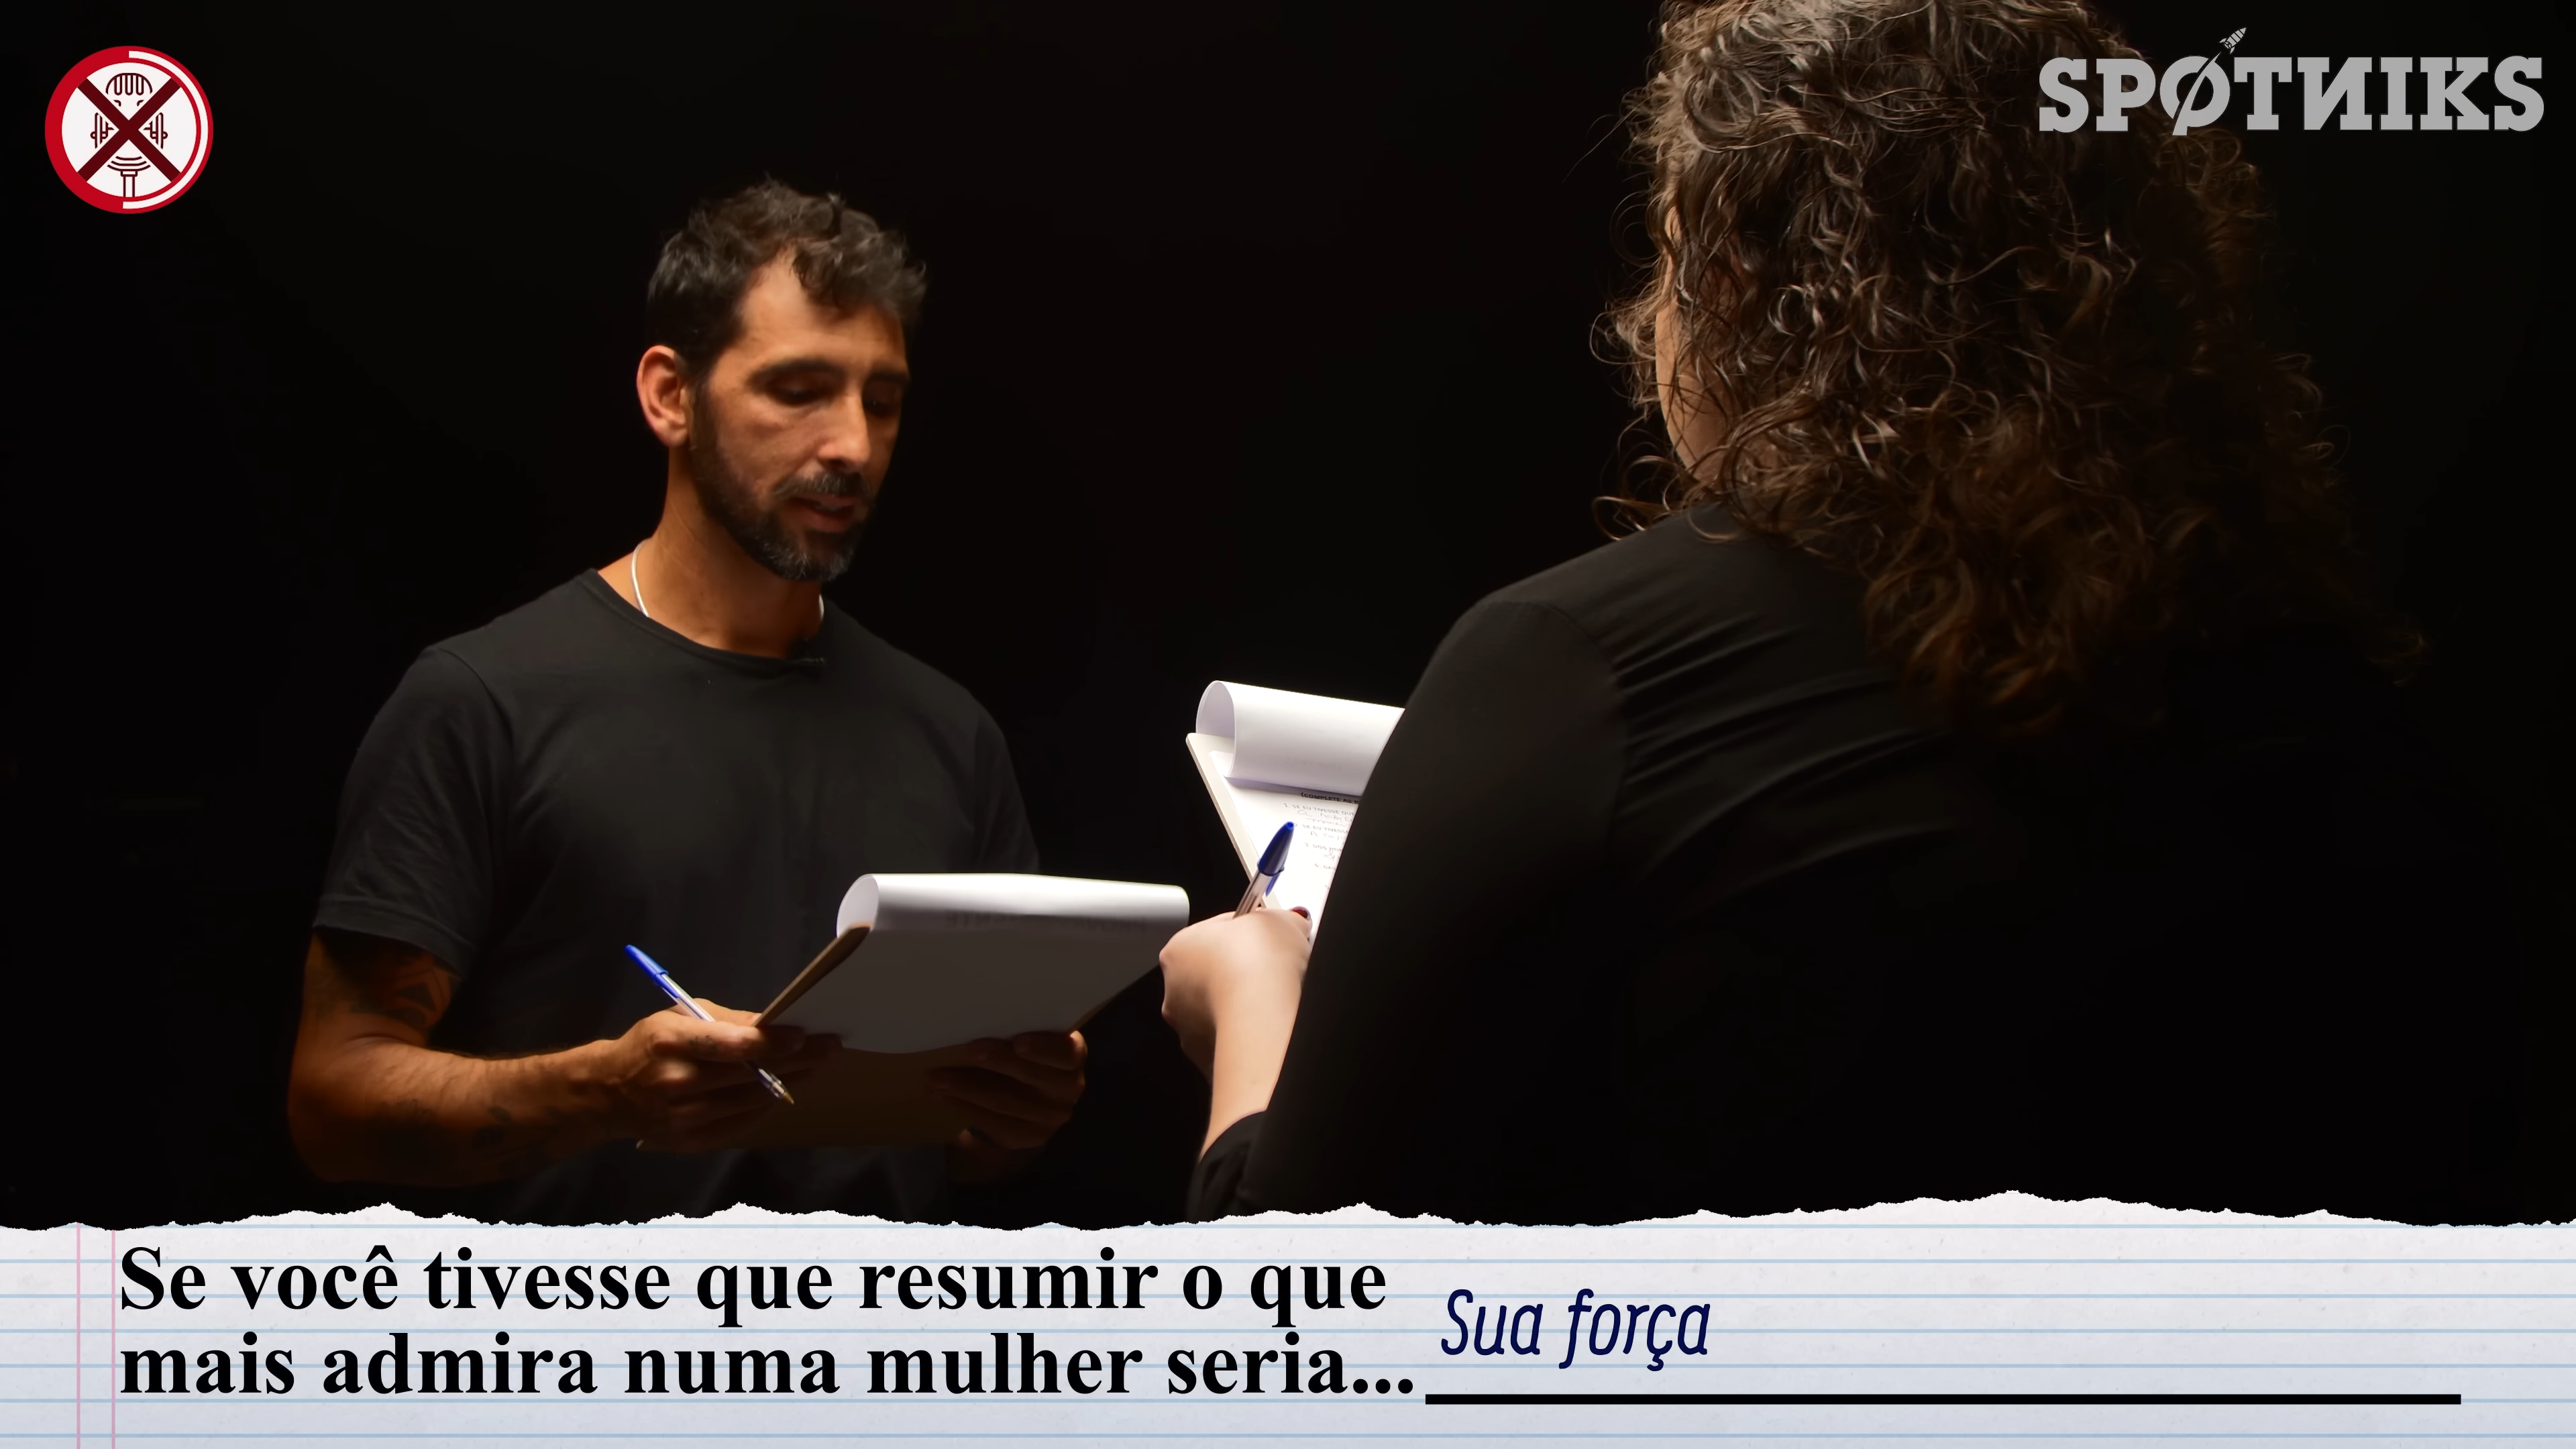 SPØTNIKS
Se você tivesse que resumir o que
mais admira numa mulher seria...
Sua força